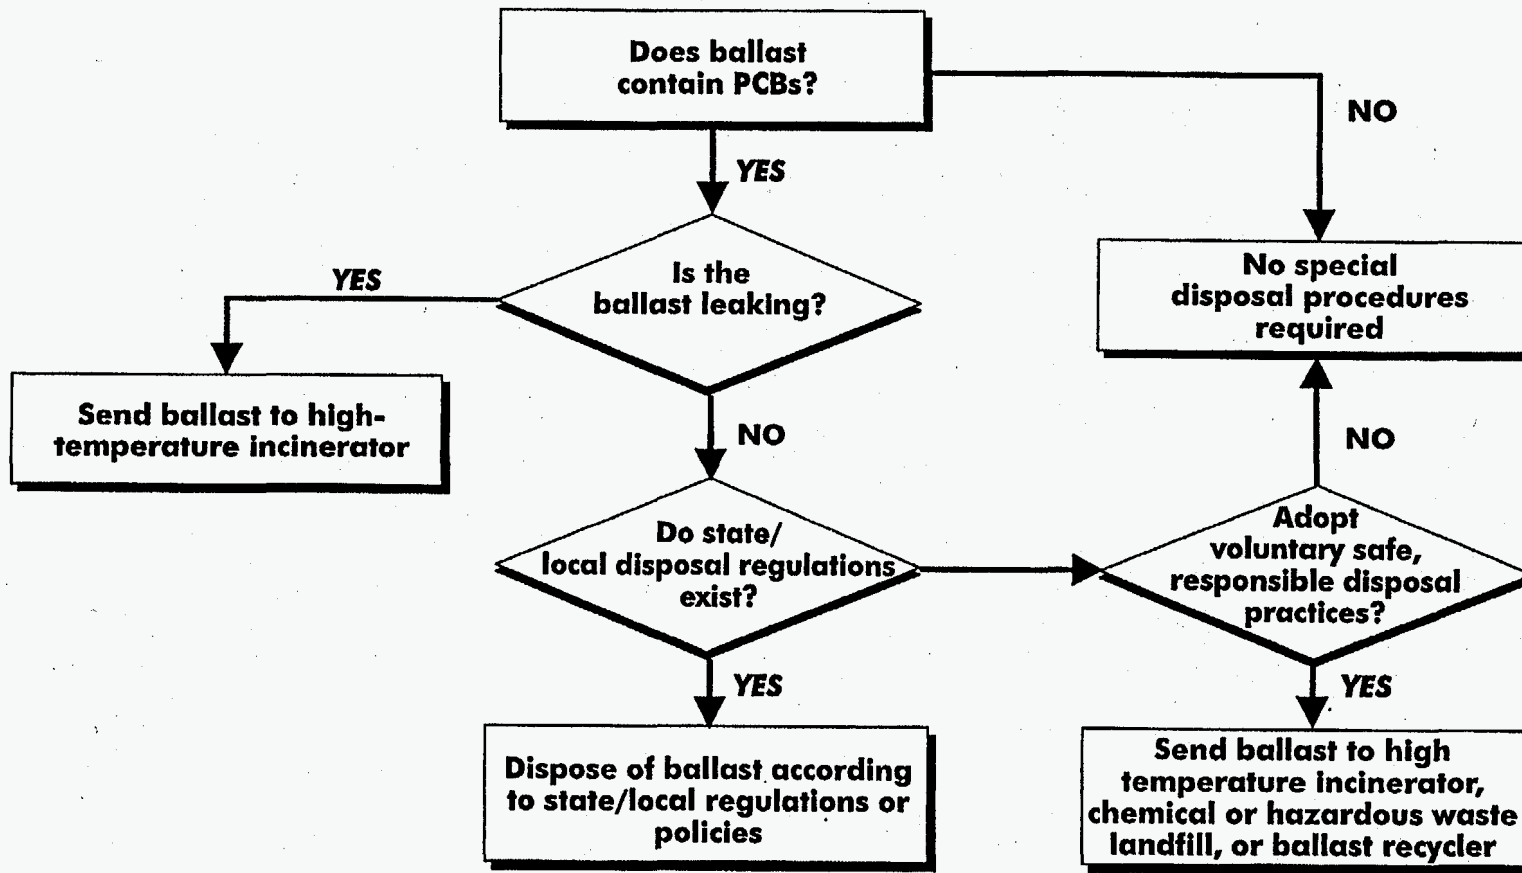 Does ballast
contain PCBs?
NO
YES
Is the
ballast leaking?
YES
No special
disposal procedures
required
Send ballast to high-
temperature incinerator
NO
NO
Do state/
local disposal regulations
exist?
Adopt
voluntary safe,
responsible disposal
practices?
YES
YES
Dispose of ballast according
to state/local regulations or
policies
Send ballast to high
temperature incinerator,
chemical or hazardous waste
landfill, or ballast recycler